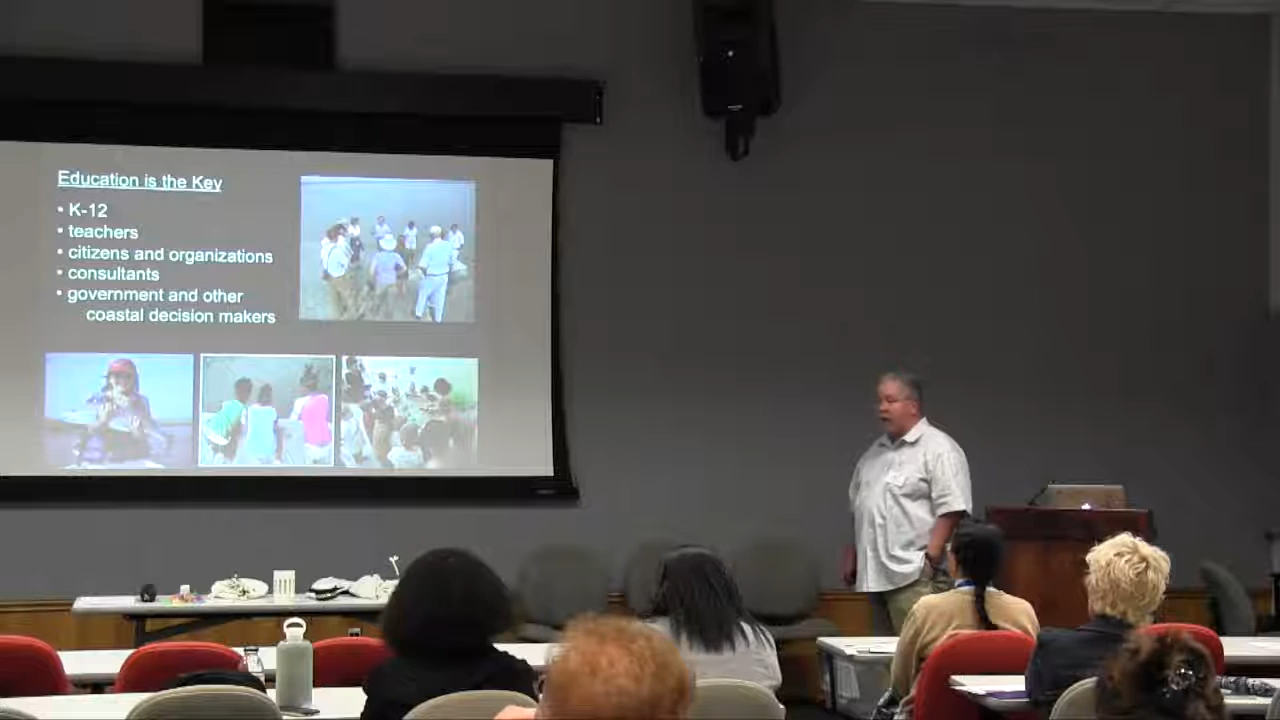 Education is the Key
• K-12
• teachers
• citizens and organizations
• consultants
• government and other
coastal decision makers